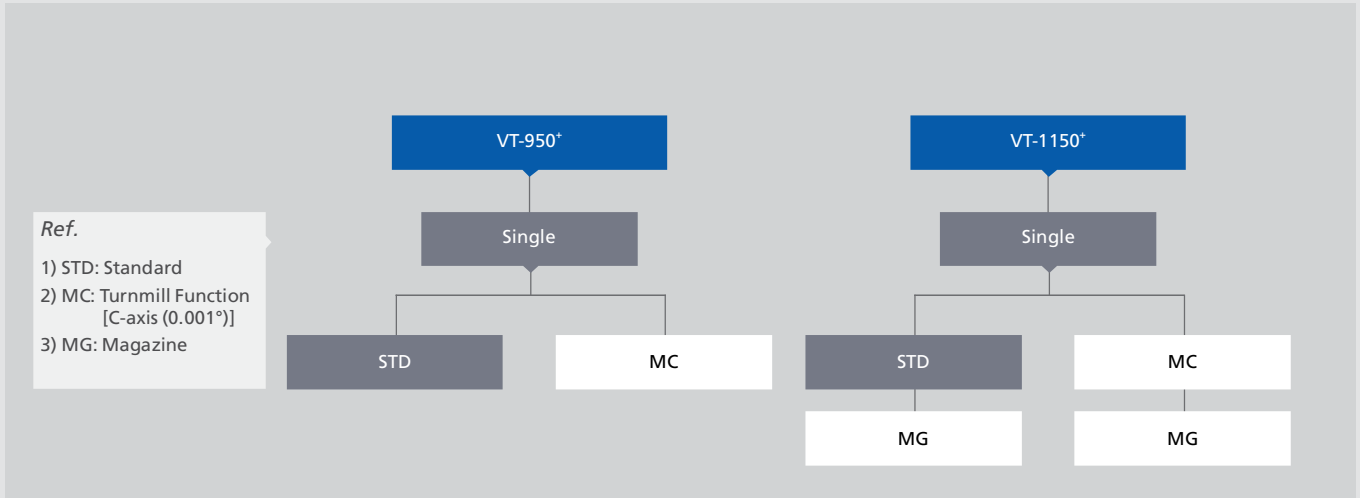 VT-950⁺
VT-1150⁺
Single
Single
Ref.
1) STD: Standard
2) MC: Turnmill Function
[C-axis (0.001°)]
3) MG: Magazine
STD
MC
STD
MC
MG
MG